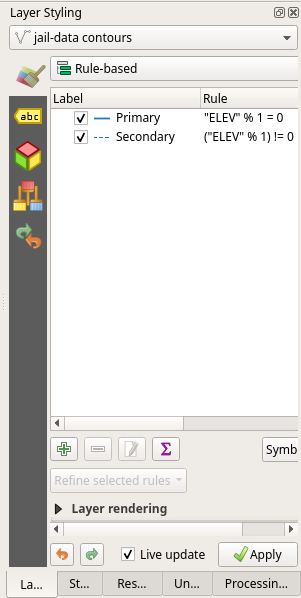 Layer Styling
jail-data contours
Rule-based
Label Rule
Primary "ELEV" % 1 = 0
Secondary ("ELEV" % 1) != 0
abc
Symb
Refine selected rules
Layer rendering
Live update Apply
La... St... Res... Un... Processin...